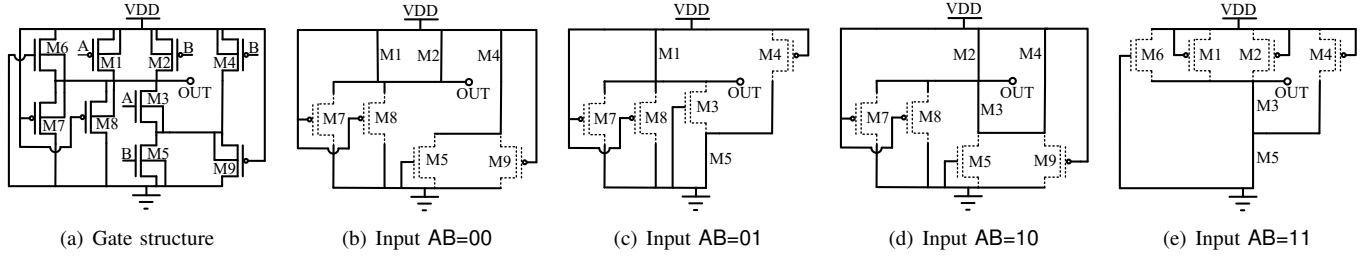 VDD VDD VDD VDD VDD
M6 A M1 M2 B M4 B
OUT
A M3
M7 M8
B M5 M9
M1 M2 M4
OUT
M7 M8
M5 M9
M1 M4
OUT
M7 M8 M3
M5
M2 M4
OUT
M3
M7 M8
M5 M9
M6 M1 M2 M4
OUT
M3
M5
(a) Gate structure
(b) Input AB=00
(c) Input AB=01
(d) Input AB=10
(e) Input AB=11